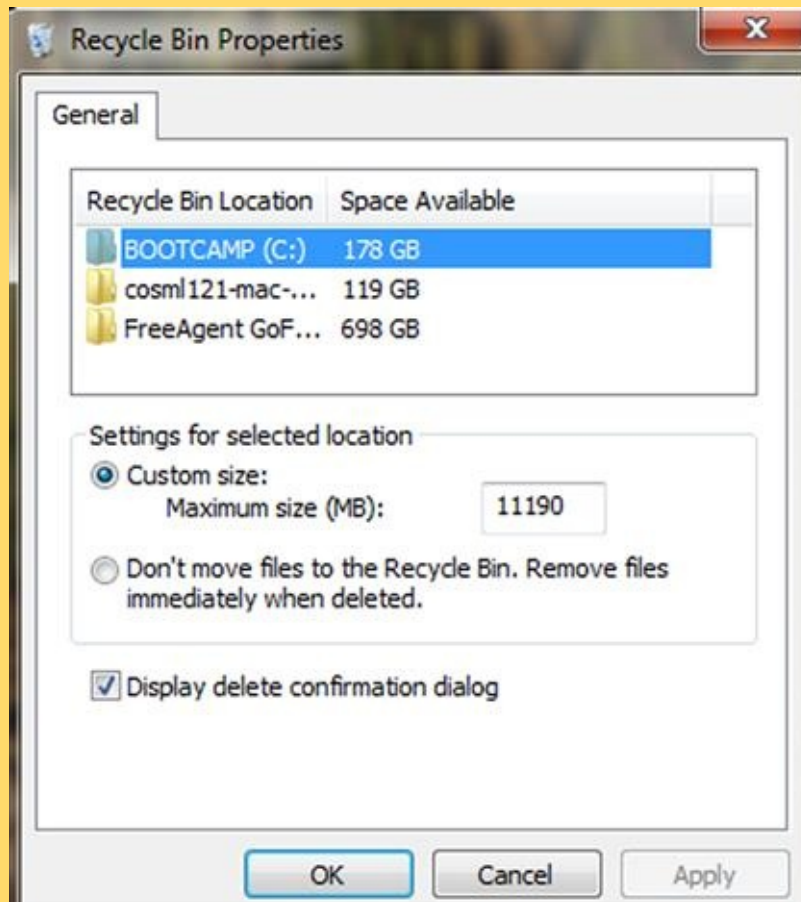 Recycle Bin Properties
General
Recycle Bin Location Space Available
BOOTCAMP (C:) 178 GB
cosml121-mac-... 119 GB
FreeAgent GoF... 698 GB
Settings for selected location
Custom size:
Maximum size (MB): 11190
Don't move files to the Recycle Bin. Remove files
immediately when deleted.
Display delete confirmation dialog
OK Cancel Apply